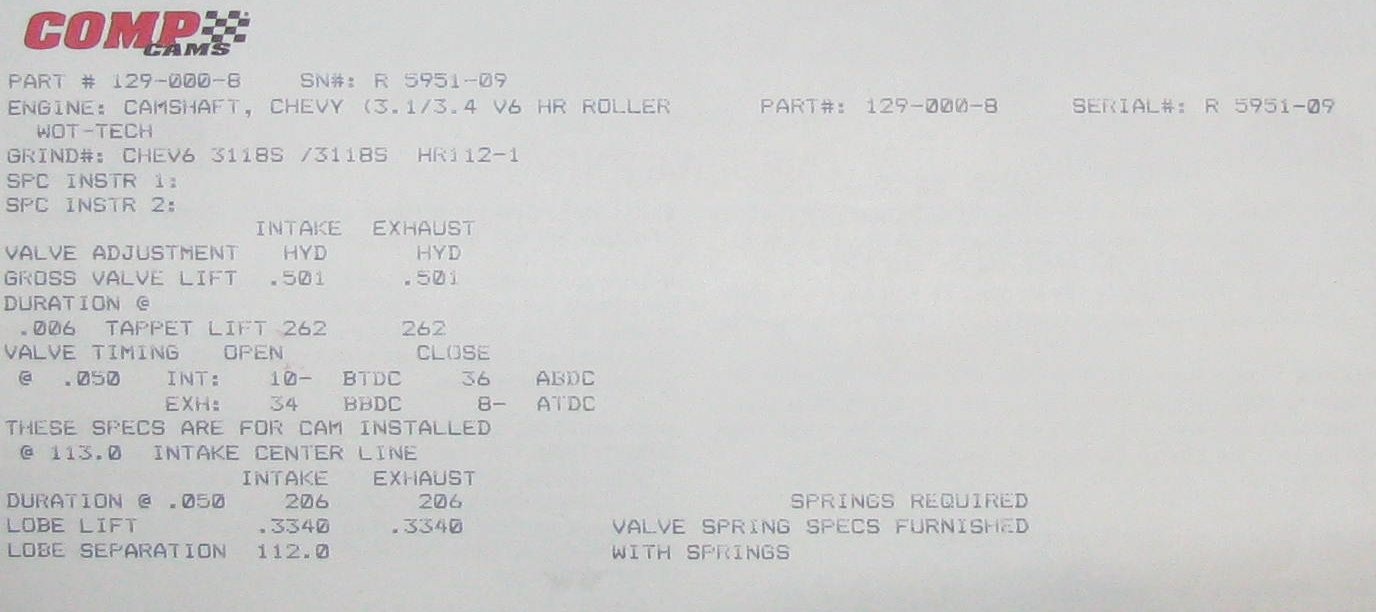 COMP CAMS
PART # 129-000-8 SN#: R 5951-09
ENGINE: CAMSHAFT, CHEVY (3.1/3.4 V6 HR ROLLER PART#: 129-000-8 SERIAL#: R 5951-09
WOT-TECH
GRIND#: CHEV6 3118S /3118S HR112-1
SPC INSTR 1:
SPC INSTR 2:
INTAKE EXHAUST
VALVE ADJUSTMENT HYD HYD
GROSS VALVE LIFT .501 .501
DURATION @
.006 TAPPET LIFT 262 262
VALVE TIMING OPEN CLOSE
@ .050 INT: 10- BTDC 36 ABDC
EXH: 34 BBDC 8- ATDC
THESE SPECS ARE FOR CAM INSTALLED
@ 113.0 INTAKE CENTER LINE
INTAKE EXHAUST
DURATION @ .050 206 206 SPRINGS REQUIRED
LOBE LIFT .3340 .3340 VALVE SPRING SPECS FURNISHED
LOBE SEPARATION 112.0 WITH SPRINGS